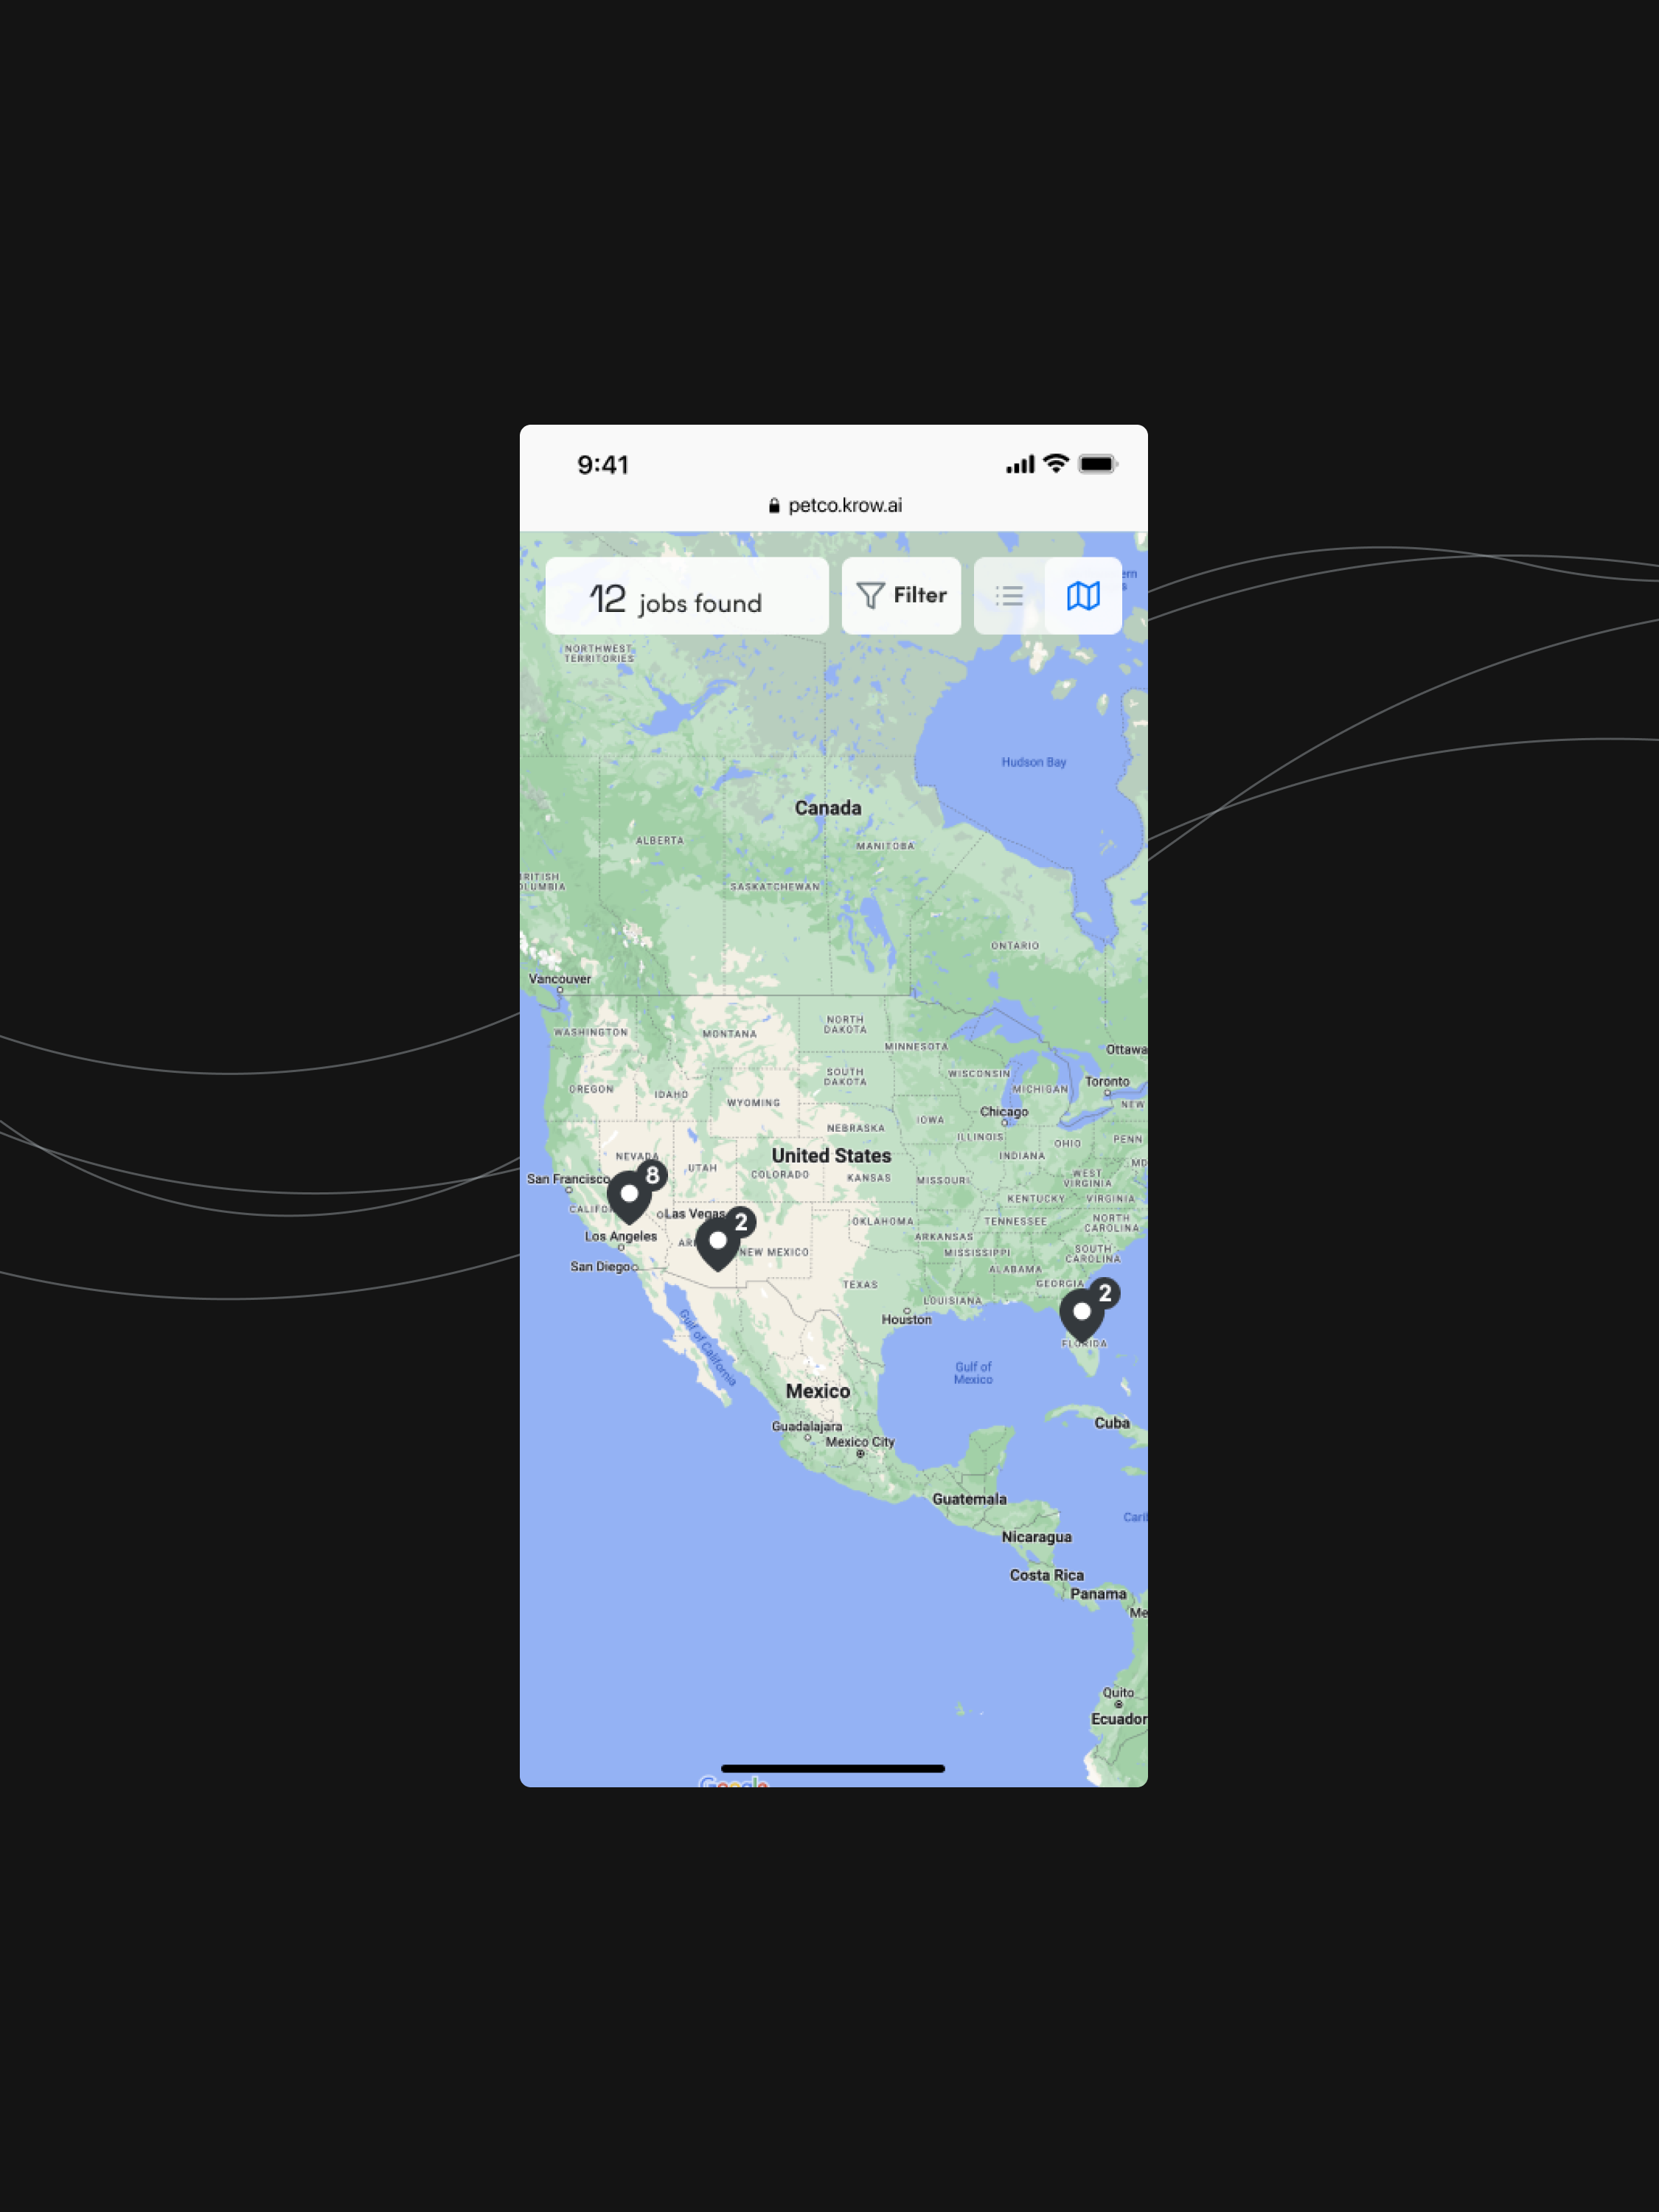 9:41
petco.krow.ai
12 jobs found
Filter
NORTHWEST
TERRITORIES
Hudson Bay
Canada
ALBERTA
MANITOBA
SASKATCHEWAN
ONTARIO
Vancouver
WASHINGTON
MONTANA
NORTH
DAKOTA
MINNESOTA
Ottawa
OREGON
IDAHO
SOUTH
DAKOTA
WISCONSIN
MICHIGAN
Toronto
WYOMING
NEW
Chicago
IOWA
NEBRASKA
ILLINOIS
OHIO
PENN
INDIANA
United States
NEVADA
UTAH
COLORADO
KANSAS
MISSOURI
WEST
VIRGINIA
MD
8
San Francisco
KENTUCKY
VIRGINIA
CALIFOR
Las Vegas
2
OKLAHOMA
TENNESSEE
NORTH
CAROLINA
Los Angeles
AR
NEW MEXICO
ARKANSAS
MISSISSIPPI
SOUTH
CAROLINA
San Diego
ALABAMA
TEXAS
GEORGIA
2
LOUISIANA
Houston
FLORIDA
Gulf of California
Gulf of
Mexico
Mexico
Guadalajara
Mexico City
Cuba
Guatemala
Nicaragua
Costa Rica
Panama
Quito
Ecuador
Google